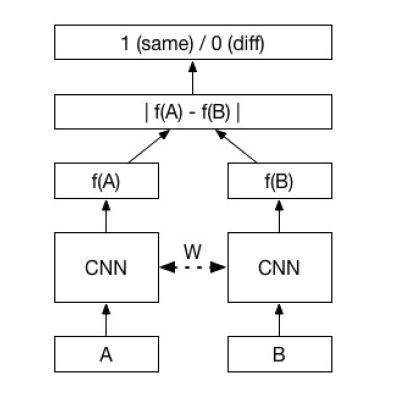 1 (same) / 0 (diff)
| f(A) - f(B) |
f(A)
f(B)
W
CNN
CNN
A
B